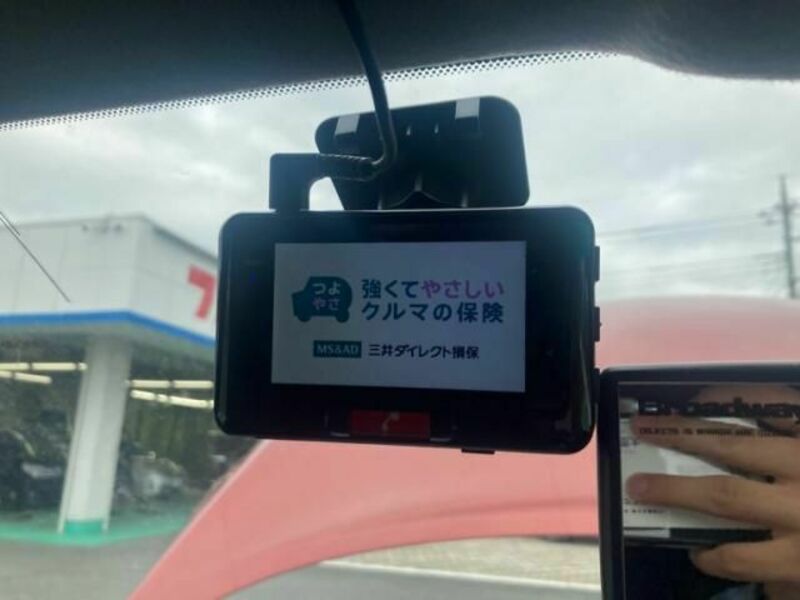 つよ
やさ
強くてやさしい
クルマの保険
MS&AD 三井ダイレクト損保
Broadway